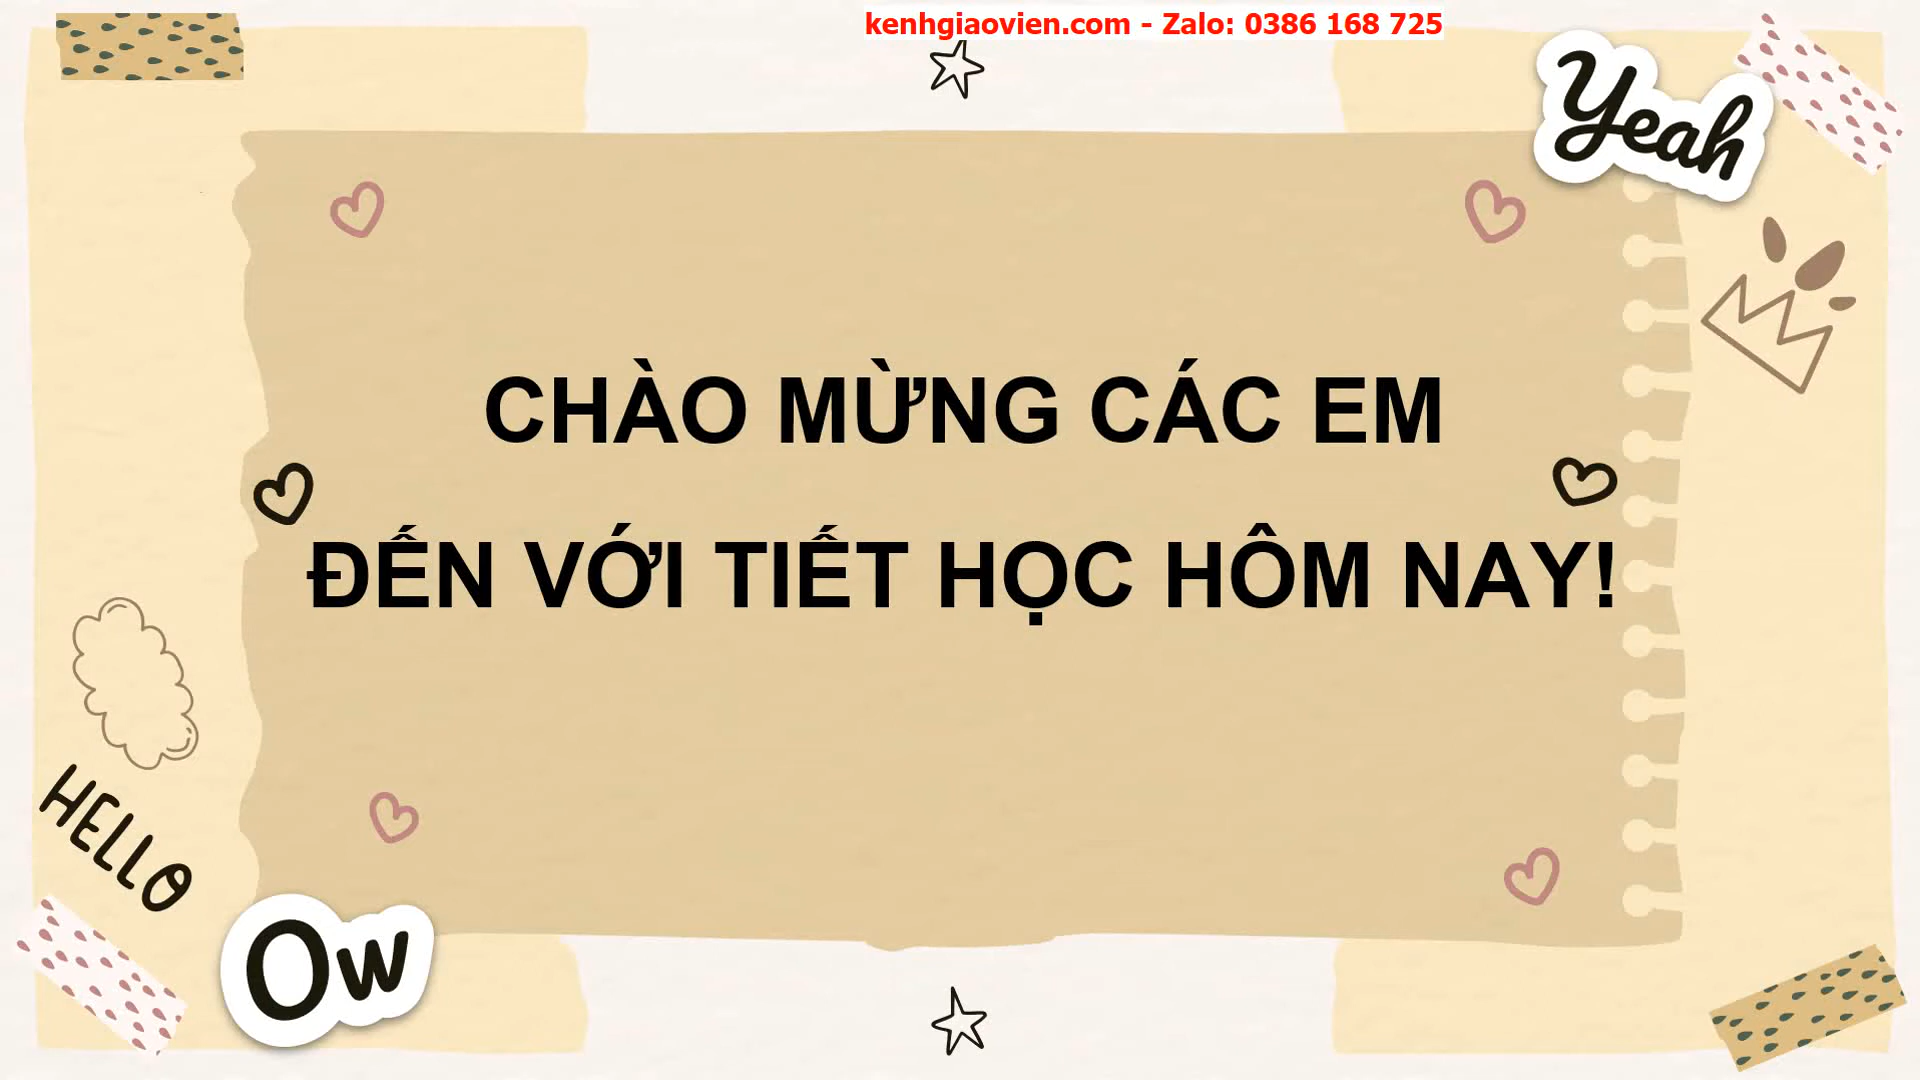 kenhgiaovien.com - Zalo: 0386 168 725
Yeah
CHÀO MỪNG CÁC EM
ĐẾN VỚI TIẾT HỌC HÔM NAY!
HELLO
Ow